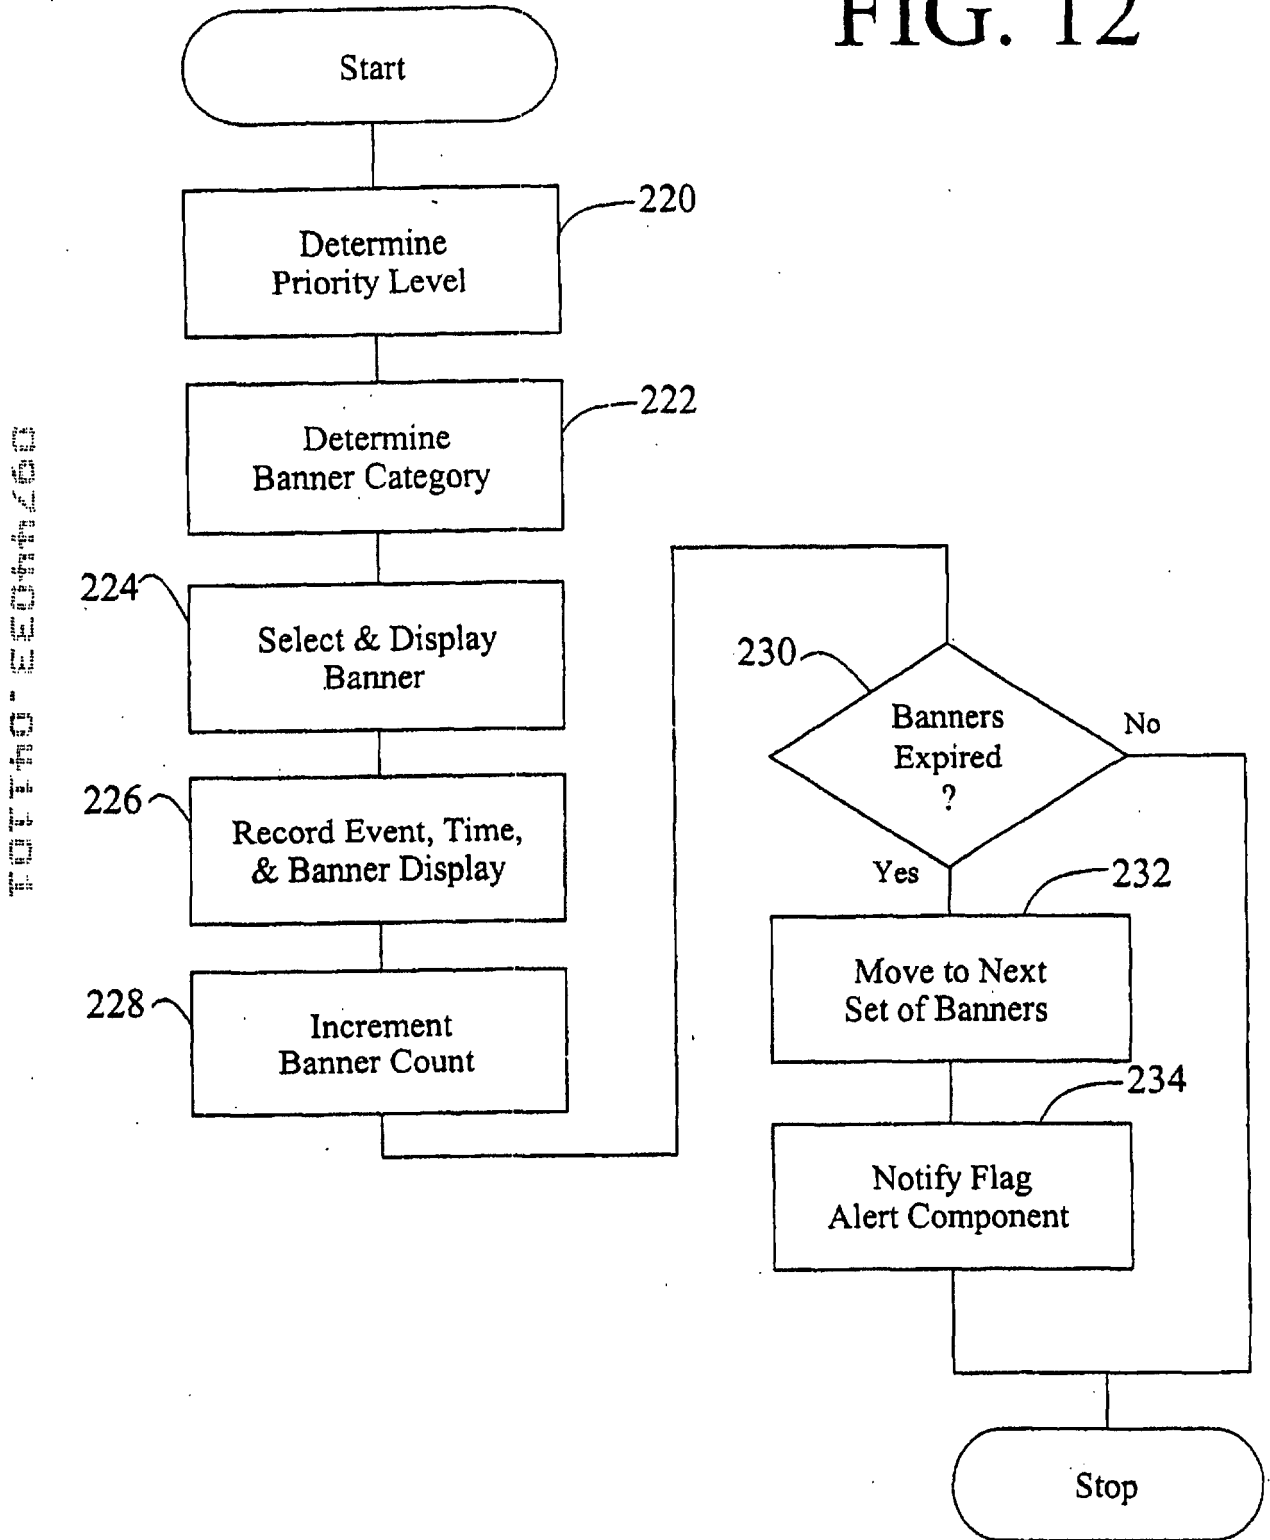 FIG. 12
Start
220
Determine
Priority Level
222
Determine
Banner Category
224
Select & Display
Banner
226
Record Event, Time,
& Banner Display
228
Increment
Banner Count
230
Banners
Expired
?
No
Yes
232
Move to Next
Set of Banners
234
Notify Flag
Alert Component
Stop